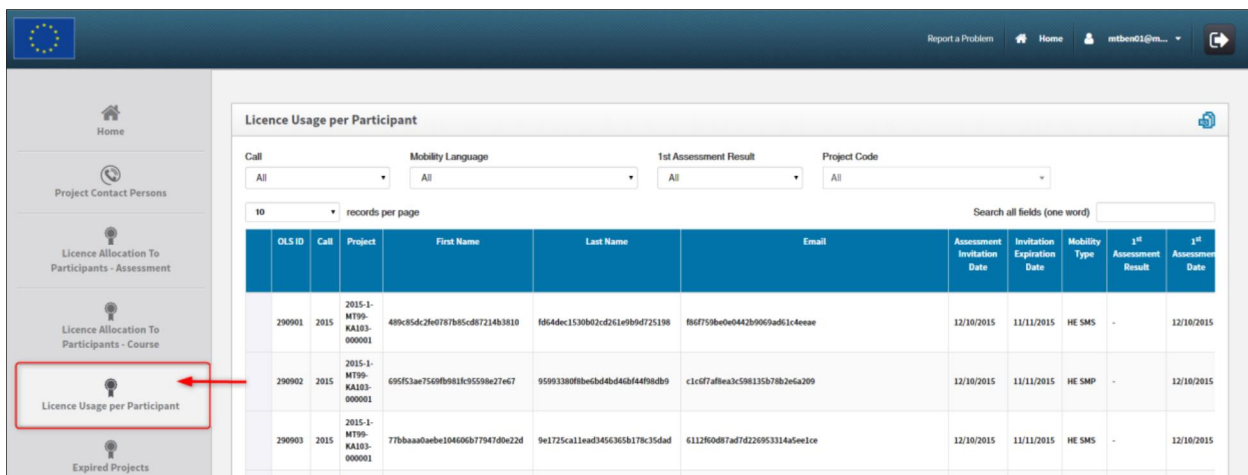 Report a Problem Home mtben01@m...
Home
Project Contact Persons
Licence Allocation To
Participants - Assessment
Licence Allocation To
Participants - Course
Licence Usage per Participant
Expired Projects
Licence Usage per Participant
Call Mobility Language 1st Assessment Result Project Code
All All All All
10 records per page Search all fields (one word)
OLS ID Call Project First Name Last Name Email Assessment Invitation Date Invitation Expiration Date Mobility Type 1st Assessment Result 1st Assessmen Date
290901 2015 2015-1-MT99-KA103-000001 489c85dc2fe0787b85cd87214b3810 fd64dec1530b02cd261e9b9d725198 f86f759be0e0442b9069ad61c4eeae 12/10/2015 11/11/2015 HE SMS - 12/10/2015
290902 2015 2015-1-MT99-KA103-000001 695f53ae7569fb981fc95598e27e67 95993380f8be6bd4bd46bf44f98db9 c1c6f7af8ea3c598135b78b2e6a209 12/10/2015 11/11/2015 HE SMP - 12/10/2015
290903 2015 2015-1-MT99-KA103-000001 77bbaaa0aebe104606b77947d0e22d 9e1725ca11ead3456365b178c35dad 6112f60d87ad7d226953314a5ee1ce 12/10/2015 11/11/2015 HE SMS - 12/10/2015